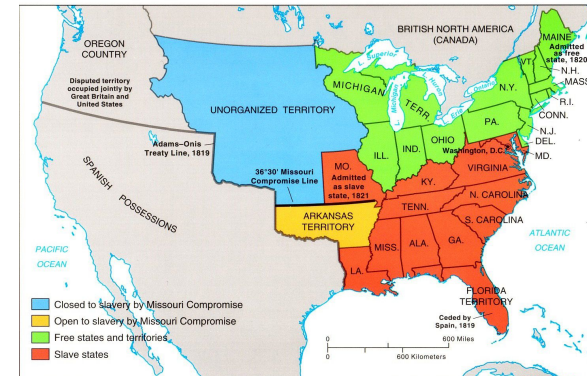 BRITISH NORTH AMERICA
(CANADA)
OREGON
COUNTRY
Disputed territory
occupied jointly by
Great Britain and
United States
MAINE
Admitted
as free
state, 1820
L. Superior
L. Michigan
L. Huron
L. Erie
L. Ontario
VT.
N.H.
MASS
R.I.
CONN.
N.Y.
MICHIGAN
TERR
UNORGANIZED TERRITORY
PA.
N.J.
DEL.
MD.
Washington, D.C.
OHIO
IND.
ILL.
Adams–Onis
Treaty Line, 1819
MO.
Admitted
as slave
state, 1821
36°30' Missouri
Compromise Line
SPANISH POSSESSIONS
KY.
VIRGINIA
N. CAROLINA
TENN.
S. CAROLINA
ARKANSAS
TERRITORY
MISS.
ALA.
GA.
LA.
ATLANTIC
OCEAN
PACIFIC
OCEAN
FLORIDA
TERRITORY
Ceded by
Spain, 1819
Closed to slavery by Missouri Compromise
Open to slavery by Missouri Compromise
Free states and territories
Slave states
0 600 Miles
0 600 Kilometers